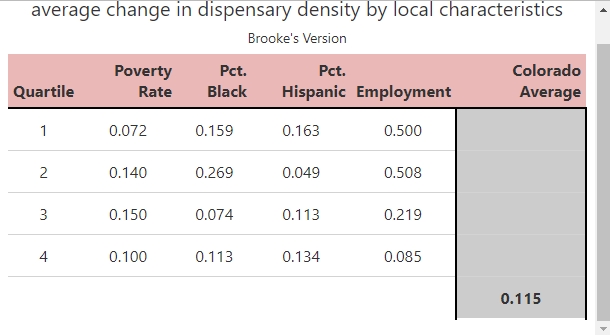 average change in dispensary density by local characteristics
Brooke's Version
Quartile Poverty Rate Pct. Black Pct. Hispanic Employment Colorado Average
1 0.072 0.159 0.163 0.500
2 0.140 0.269 0.049 0.508
3 0.150 0.074 0.113 0.219
4 0.100 0.113 0.134 0.085
0.115